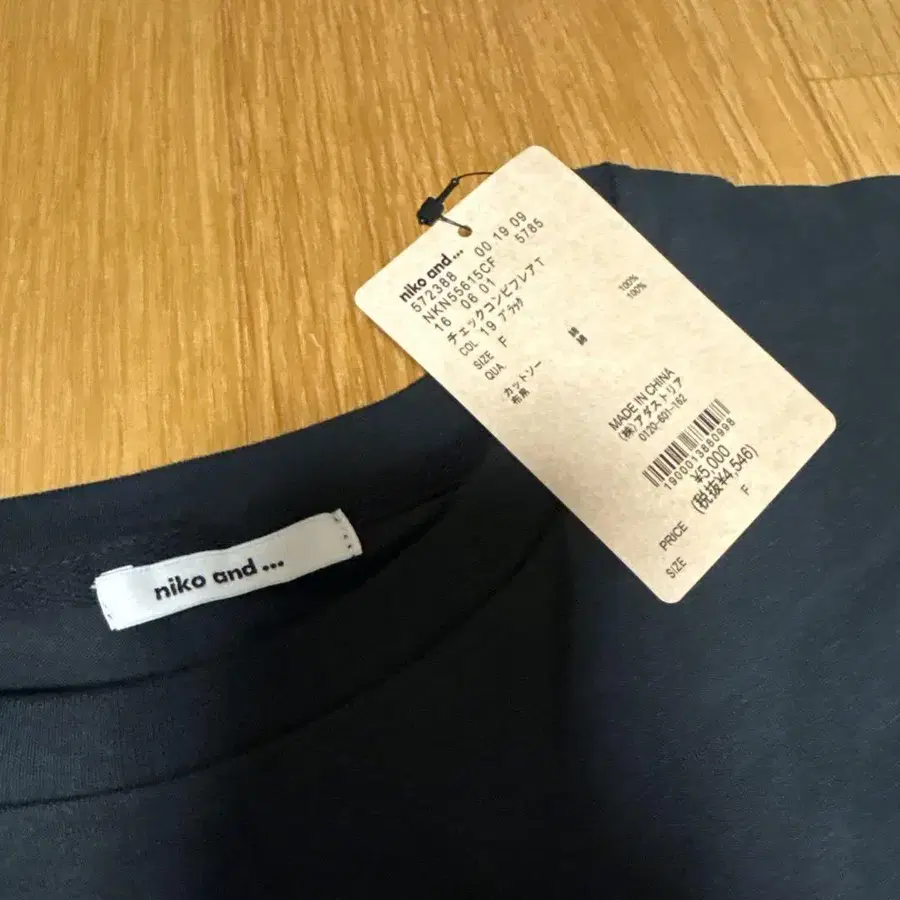 niko and ...
572388 00 19 09
NKN55615CF 5785
16 06 01
チェックコンビフレアT
COL 19 ブラック
SIZE F
QUA
カットソー 綿 100%
布帛 綿 100%
MADE IN CHINA
(株)アダストリア
0120-601-162
1900013860998
¥5,000
(税抜¥4,546)
PRICE
SIZE F
niko and ...